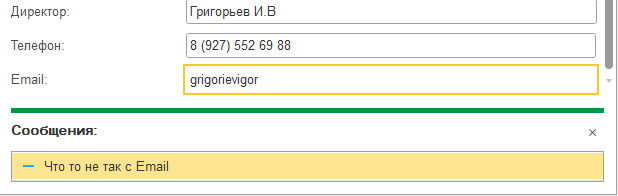 Директор: Григорьев И.В
Телефон: 8 (927) 552 69 88
Email: grigorievigor
Сообщения: ×
Что то не так с Email